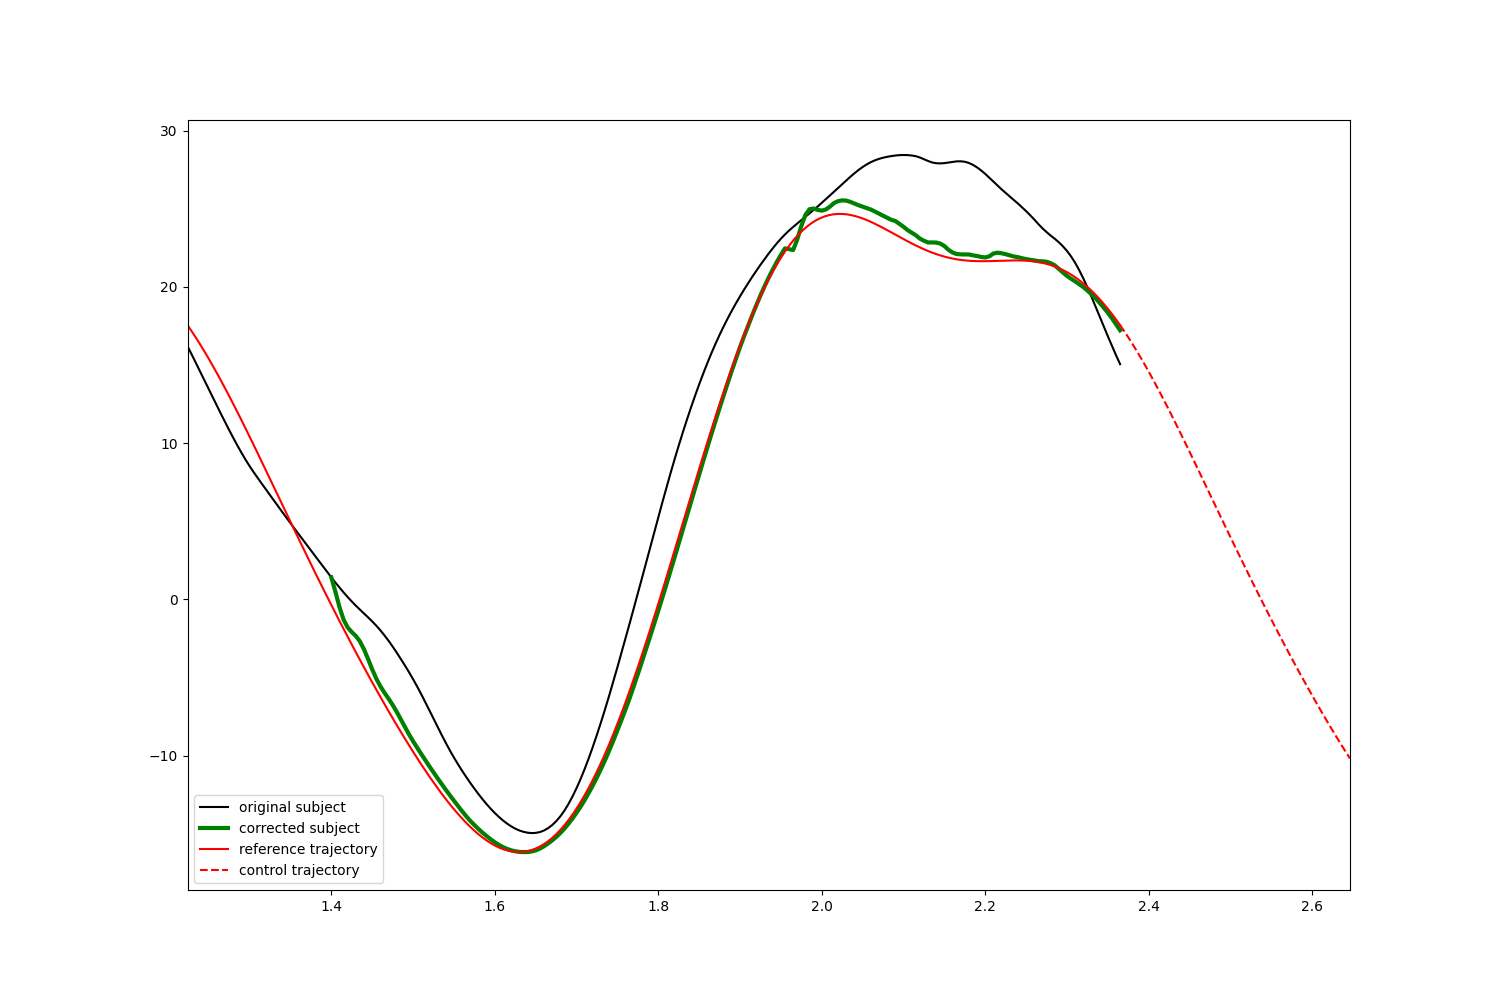 30
20
10
0
−10
original subject
corrected subject
reference trajectory
control trajectory
1.4 1.6 1.8 2.0 2.2 2.4 2.6